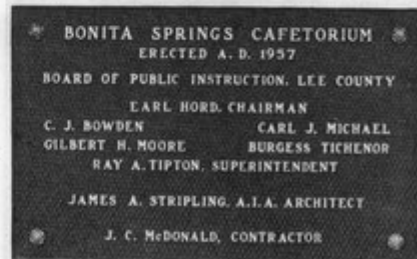 BONITA SPRINGS CAFETORIUM
ERECTED A. D. 1957
BOARD OF PUBLIC INSTRUCTION, LEE COUNTY
EARL HORD, CHAIRMAN
C. J. BOWDEN CARL J. MICHAEL
GILBERT H. MOORE BURGESS TICHENOR
RAY A. TIPTON, SUPERINTENDENT
JAMES A. STRIPLING, A.I.A. ARCHITECT
J. C. McDONALD, CONTRACTOR